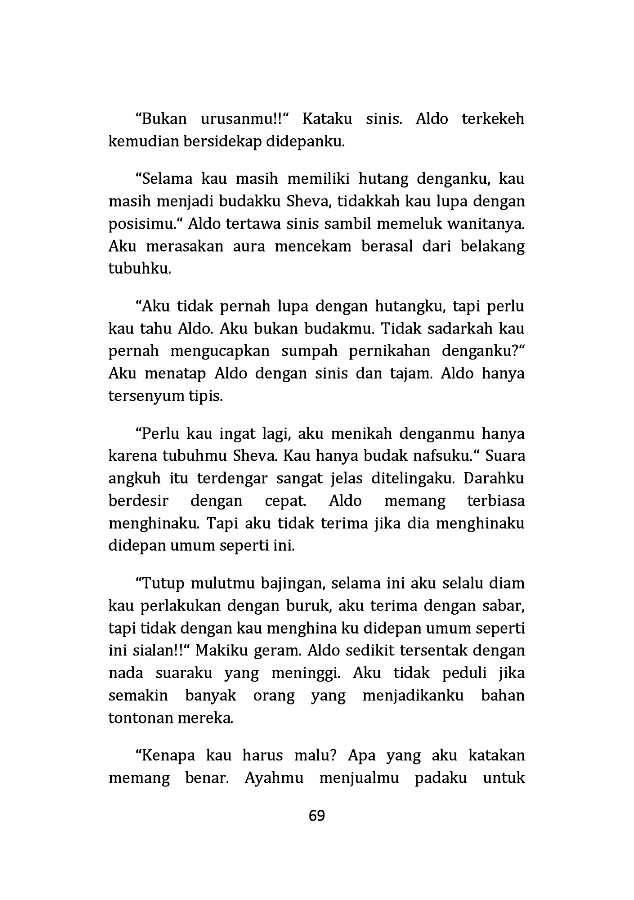 “Bukan urusanmu!!“ Kataku sinis. Aldo terkekeh
kemudian bersidekap didepanku.
“Selama kau masih memiliki hutang denganku, kau
masih menjadi budakku Sheva, tidakkah kau lupa dengan
posisimu.“ Aldo tertawa sinis sambil memeluk wanitanya.
Aku merasakan aura mencekam berasal dari belakang
tubuhku.
“Aku tidak pernah lupa dengan hutangku, tapi perlu
kau tahu Aldo. Aku bukan budakmu. Tidak sadarkah kau
pernah mengucapkan sumpah pernikahan denganku?“
Aku menatap Aldo dengan sinis dan tajam. Aldo hanya
tersenyum tipis.
“Perlu kau ingat lagi, aku menikah denganmu hanya
karena tubuhmu Sheva. Kau hanya budak nafsuku.“ Suara
angkuh itu terdengar sangat jelas ditelingaku. Darahku
berdesir dengan cepat. Aldo memang terbiasa
menghinaku. Tapi aku tidak terima jika dia menghinaku
didepan umum seperti ini.
“Tutup mulutmu bajingan, selama ini aku selalu diam
kau perlakukan dengan buruk, aku terima dengan sabar,
tapi tidak dengan kau menghina ku didepan umum seperti
ini sialan!!“ Makiku geram. Aldo sedikit tersentak dengan
nada suaraku yang meninggi. Aku tidak peduli jika
semakin banyak orang yang menjadikanku bahan
tontonan mereka.
“Kenapa kau harus malu? Apa yang aku katakan
memang benar. Ayahmu menjualmu padaku untuk
69